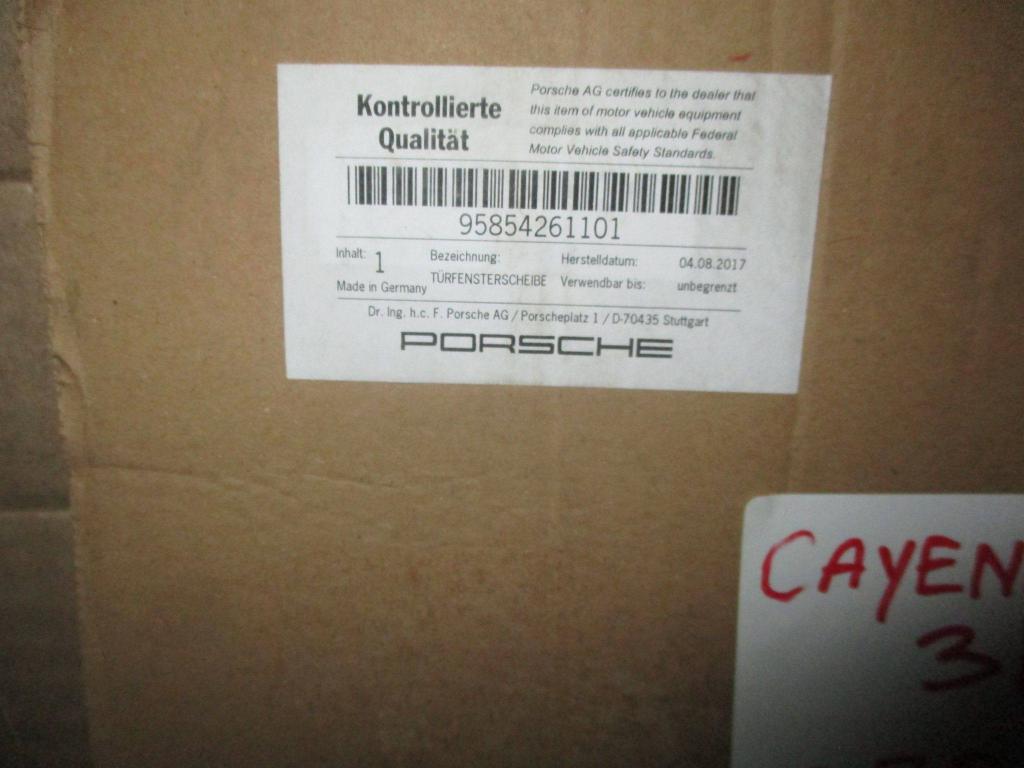 Kontrollierte
Qualität
Porsche AG certifies to the dealer that
this item of motor vehicle equipment
complies with all applicable Federal
Motor Vehicle Safety Standards.
95854261101
Inhalt: 1
Made in Germany
Bezeichnung:
TÜRFENSTERSCHEIBE
Herstelldatum: 04.08.2017
Verwendbar bis: unbegrenzt
Dr. Ing. h.c. F. Porsche AG / Porscheplatz 1 / D-70435 Stuttgart
PORSCHE
CAYEN
3